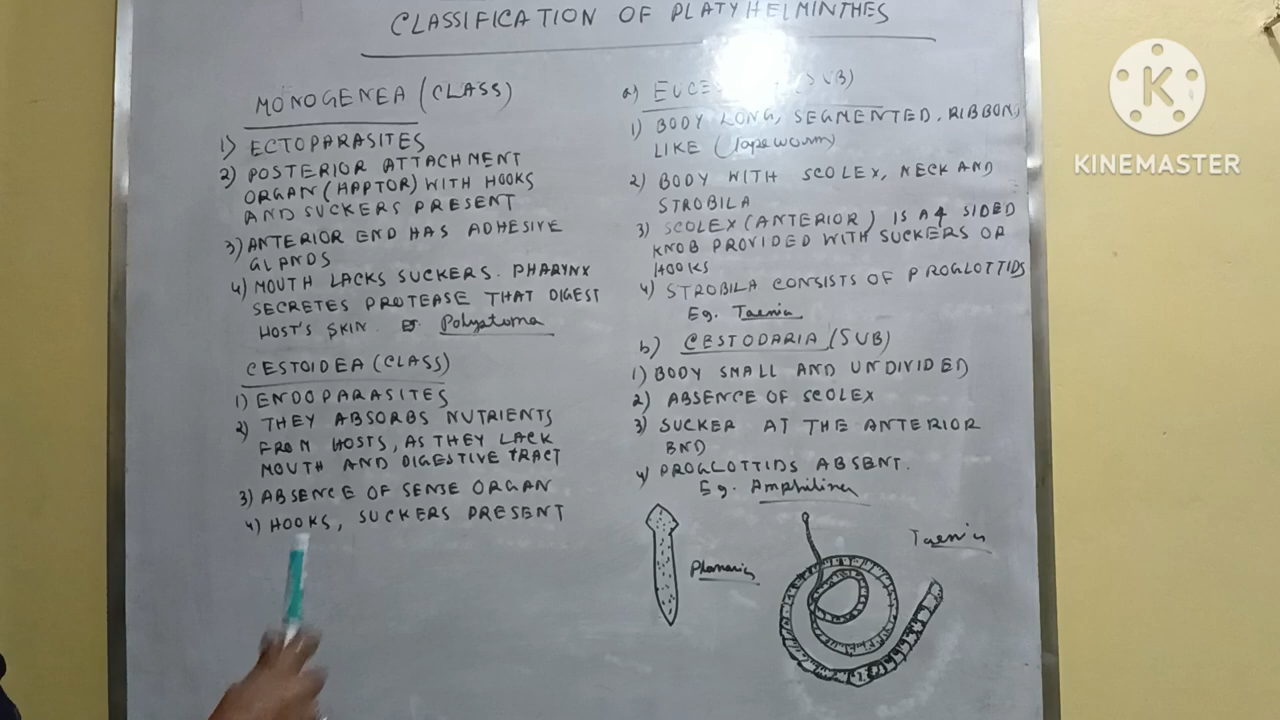 CLASSIFICATION OF PLATYHELMINTHES
MONOGENEA (CLASS)
1) ECTOPARASITES
2) POSTERIOR ATTACHMENT
ORGAN (HAPTOR) WITH HOOKS
AND SUCKERS PRESENT
3) ANTERIOR END HAS ADHESIVE
GLANDS
4) MOUTH LACKS SUCKERS. PHARYNX
SECRETES PROTEASE THAT DIGEST
HOST'S SKIN. Eg. Polystoma
CESTOIDEA (CLASS)
1) ENDOPARASITES
2) THEY ABSORBS NUTRIENTS
FROM HOSTS, AS THEY LACK
MOUTH AND DIGESTIVE TRACT
3) ABSENCE OF SENSE ORGAN
4) HOOKS, SUCKERS PRESENT
a) (SUB)
1) BODY LONG, SEGMENTED, RIBBON
LIKE (Tapeworm)
2) BODY WITH SCOLEX, NECK AND
STROBILA
3) SCOLEX (ANTERIOR) IS A 4 SIDED
KNOB PROVIDED WITH SUCKERS OR
HOOKS
4) STROBILA CONSISTS OF PROGLOTTIDS
Eg. Taenia
b) CESTODARIA (SUB)
1) BODY SMALL AND UNDIVIDED
2) ABSENCE OF SCOLEX
3) SUCKER AT THE ANTERIOR
END
4) PROGLOTTIDS ABSENT.
Eg. Amphilina
Planaria
Taenia
K
KINEMASTER